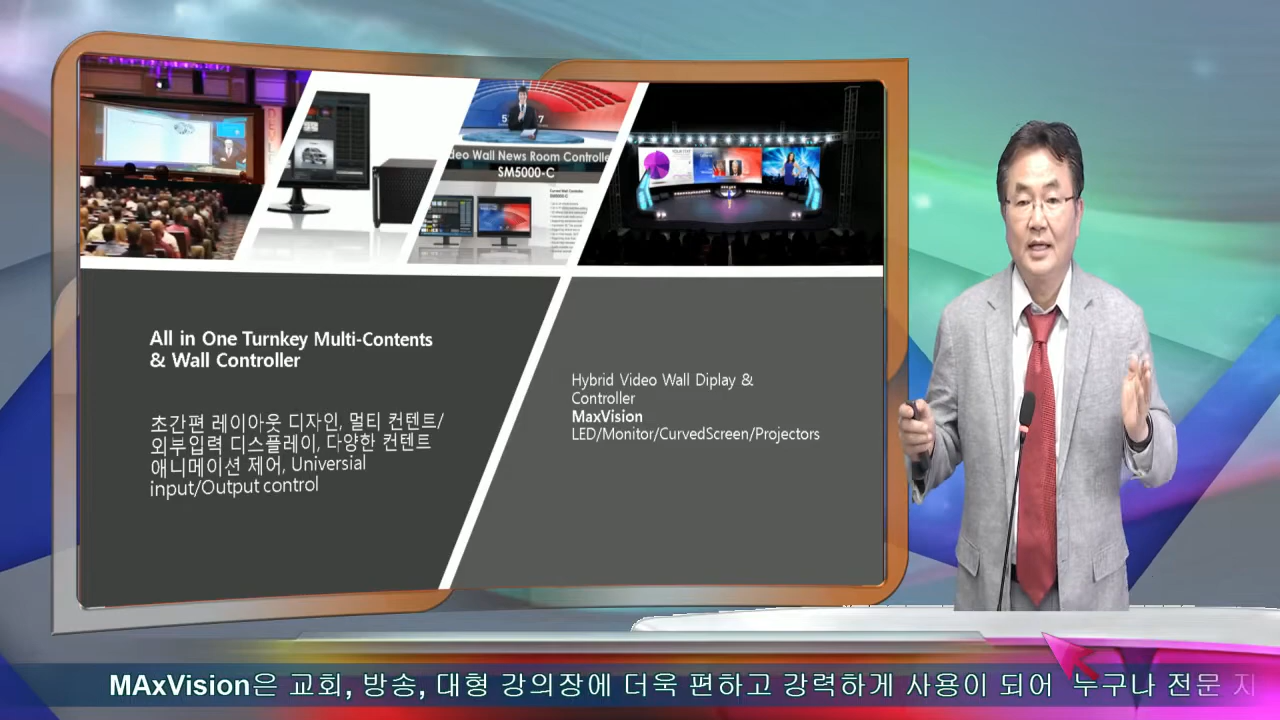 deo Wall News Room Controlle
SM5000-C
All in One Turnkey Multi-Contents
& Wall Controller
초간편 레이아웃 디자인, 멀티 컨텐트/
외부입력 디스플레이, 다양한 컨텐트
애니메이션 제어, Universial
input/Output control
Hybrid Video Wall Diplay &
Controller
MaxVision
LED/Monitor/CurvedScreen/Projectors
MAxVision은 교회, 방송, 대형 강의장에 더욱 편하고 강력하게 사용이 되어 누구나 전문 지